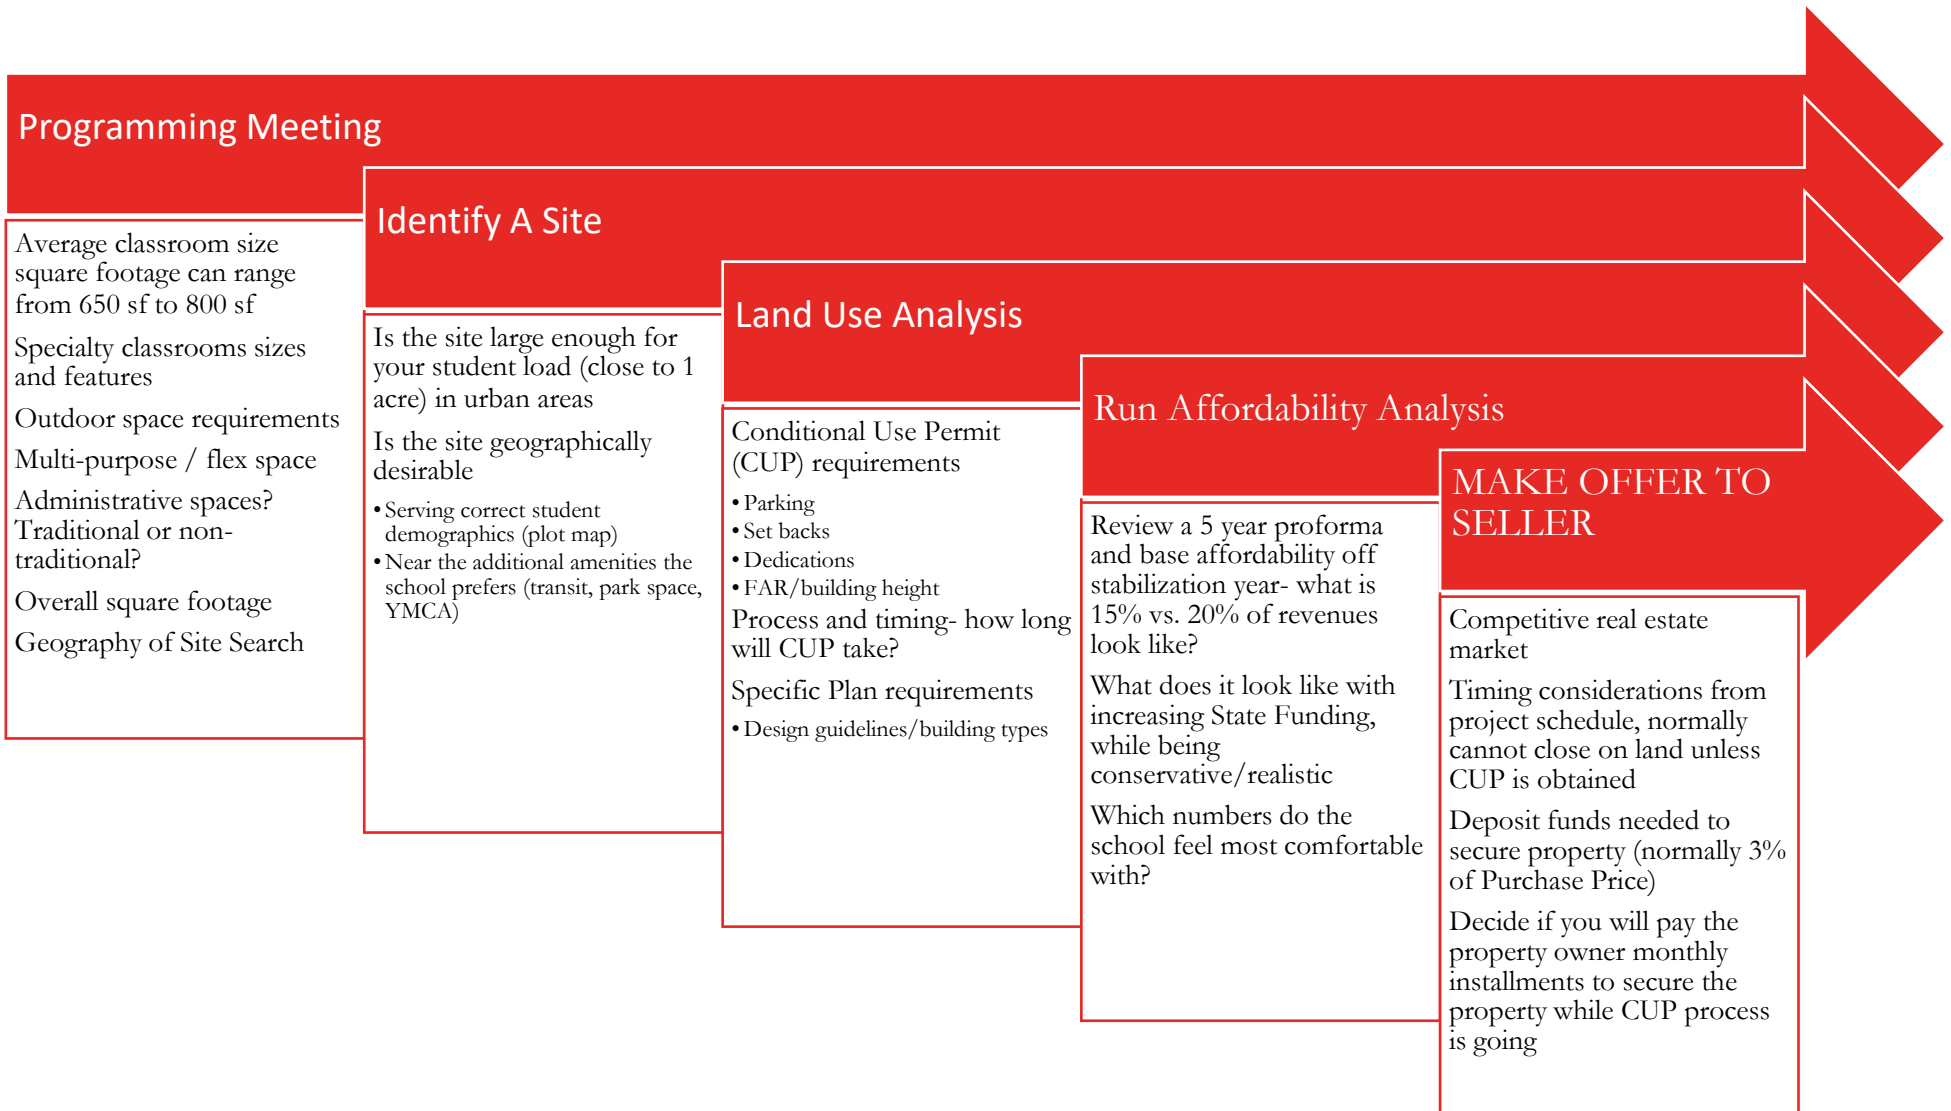 Programming Meeting
Average classroom size
square footage can range
from 650 sf to 800 sf
Specialty classrooms sizes
and features
Outdoor space requirements
Multi-purpose / flex space
Administrative spaces?
Traditional or non-
traditional?
Overall square footage
Geography of Site Search
Identify A Site
Is the site large enough for
your student load (close to 1
acre) in urban areas
Is the site geographically
desirable
• Serving correct student
demographics (plot map)
• Near the additional amenities the
school prefers (transit, park space,
YMCA)
Land Use Analysis
Conditional Use Permit
(CUP) requirements
• Parking
• Set backs
• Dedications
• FAR/building height
Process and timing- how long
will CUP take?
Specific Plan requirements
• Design guidelines/building types
Run Affordability Analysis
Review a 5 year proforma
and base affordability off
stabilization year- what is
15% vs. 20% of revenues
look like?
What does it look like with
increasing State Funding,
while being
conservative/realistic
Which numbers do the
school feel most comfortable
with?
MAKE OFFER TO
SELLER
Competitive real estate
market
Timing considerations from
project schedule, normally
cannot close on land unless
CUP is obtained
Deposit funds needed to
secure property (normally 3%
of Purchase Price)
Decide if you will pay the
property owner monthly
installments to secure the
property while CUP process
is going